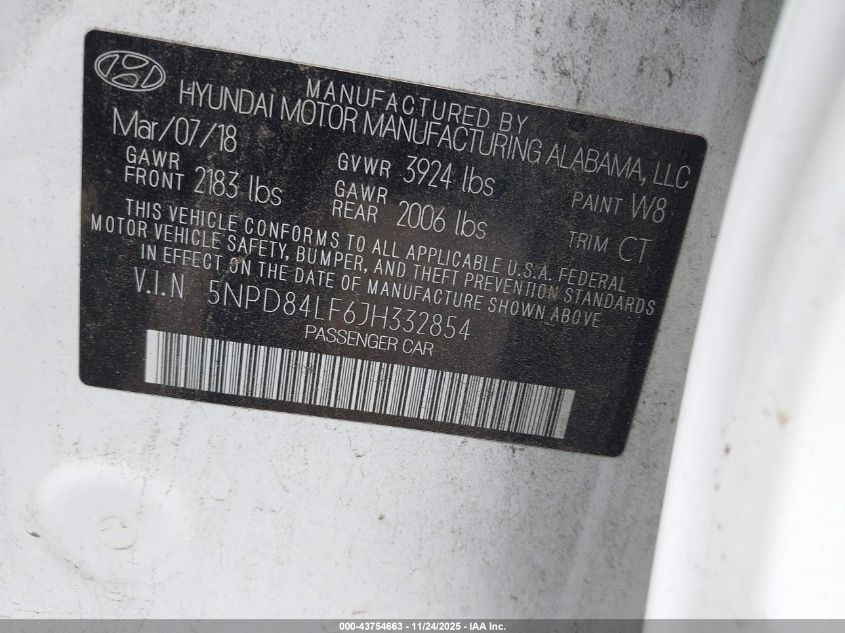 MANUFACTURED BY
HYUNDAI MOTOR MANUFACTURING ALABAMA, LLC
Mar/07/18
GVWR 3924 lbs
PAINT W8
GAWR FRONT 2183 lbs
GAWR REAR 2006 lbs
TRIM CT
THIS VEHICLE CONFORMS TO ALL APPLICABLE U.S.A. FEDERAL
MOTOR VEHICLE SAFETY, BUMPER, AND THEFT PREVENTION STANDARDS
IN EFFECT ON THE DATE OF MANUFACTURE SHOWN ABOVE
V.I.N 5NPD84LF6JH332854
PASSENGER CAR
000-43754663 - 11/24/2025 - IAA Inc.